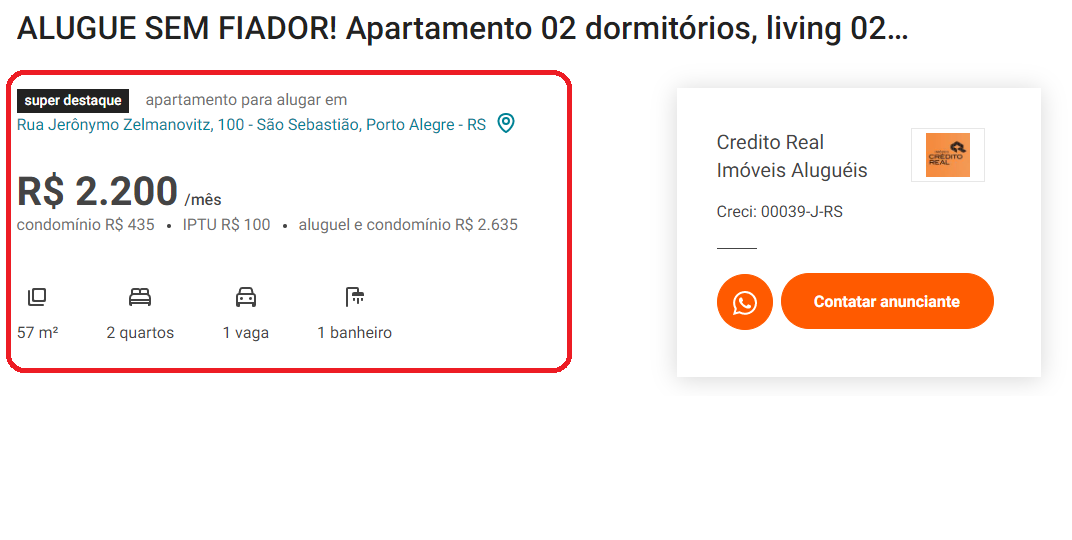 ALUGUE SEM FIADOR! Apartamento 02 dormitórios, living 02...
super destaque apartamento para alugar em
Rua Jerônymo Zelmanovitz, 100 - São Sebastião, Porto Alegre - RS
R$ 2.200 /mês
condomínio R$ 435 • IPTU R$ 100 • aluguel e condomínio R$ 2.635
57 m² 2 quartos 1 vaga 1 banheiro
Credito Real
Imóveis Aluguéis
CRÉDITO
REAL
Creci: 00039-J-RS
Contatar anunciante